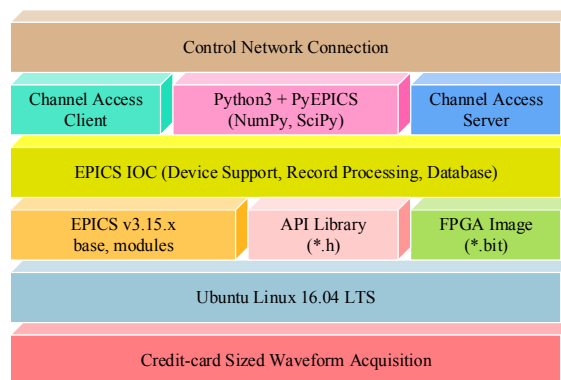 Control Network Connection
Channel Access
Client
Python3 + PyEPICS
(NumPy, SciPy)
Channel Access
Server
EPICS IOC (Device Support, Record Processing, Database)
EPICS v3.15.x
base, modules
API Library
(*.h)
FPGA Image
(*.bit)
Ubuntu Linux 16.04 LTS
Credit-card Sized Waveform Acquisition